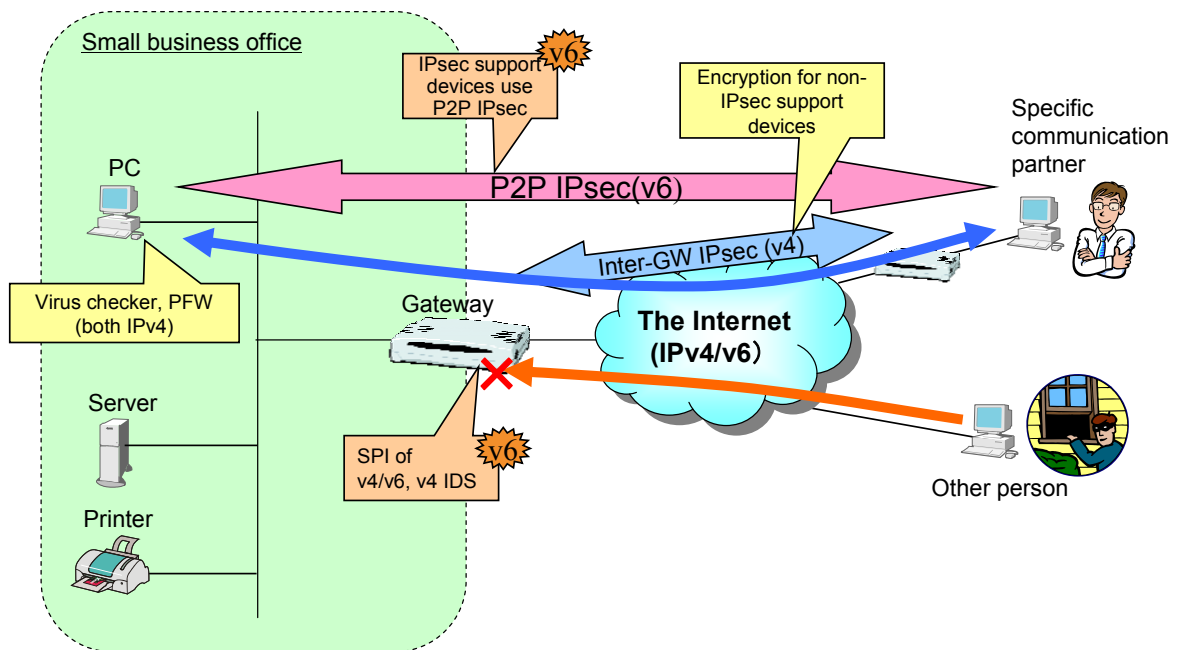 Small business office
v6
IPsec support
devices use
P2P IPsec
Encryption for non-
IPsec support
devices
Specific
communication
partner
PC
P2P IPsec(v6)
Inter-GW IPsec (v4)
Virus checker, PFW
(both IPv4)
Gateway
The Internet
(IPv4/v6)
Server
SPI of
v4/v6, v4 IDS
v6
Other person
Printer